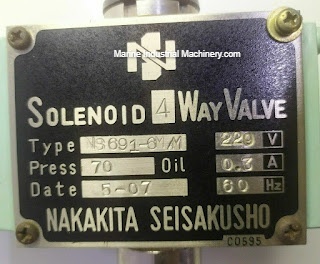 Marine Industrial Machinery.com
SOLENOID 4 WAY VALVE
Type NS691-6M/M 220 V
Press 70 Oil 0.3 A
Date 5-07 60 Hz
NAKAKITA SEISAKUSHO
CQ695